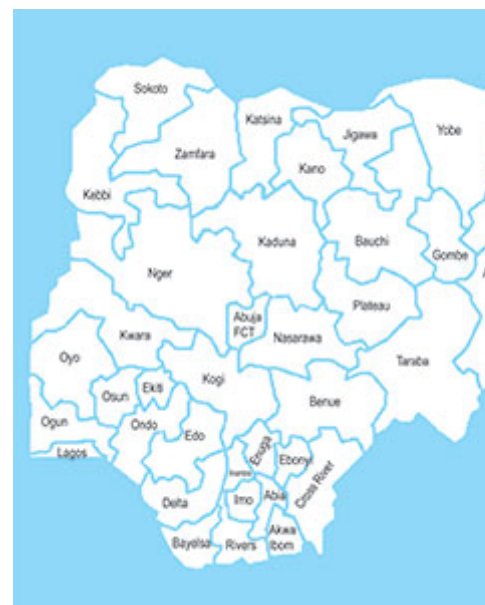 Sokoto
Katsina
Jigawa
Yobe
Zamfara
Kano
Kebbi
Kaduna
Bauchi
Gombe
Nger
Plateau
Abuja
FCT
Kwara
Nasarawa
Taraba
Oyo
Kogi
Osun
Ekiti
Benue
Ogun
Ondo
Edo
Enuga
Ebonyi
Lagos
Cross River
Delta
Imo
Abia
Akwa
Ibom
Bayelsa
Rivers